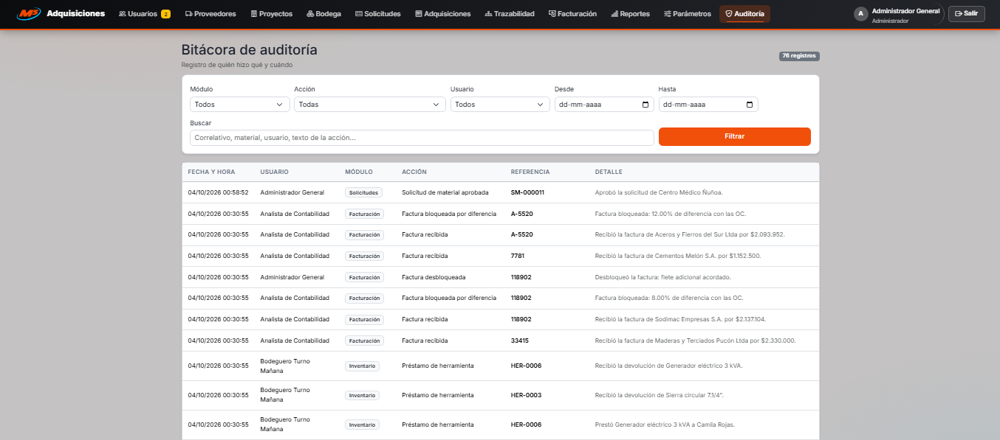 M5 Adquisiciones Usuarios 2 Proveedores Proyectos Bodega Solicitudes Adquisiciones Trazabilidad Facturación Reportes Parámetros Auditoría A Administrador General Salir
Administrador
Bitácora de auditoría
76 registros
Registro de quién hizo qué y cuándo
Módulo Acción Usuario Desde Hasta
Todos Todas Todos dd-mm-aaaa dd-mm-aaaa
Buscar
Correlativo, material, usuario, texto de la acción... Filtrar
FECHA Y HORA USUARIO MÓDULO ACCIÓN REFERENCIA DETALLE
04/10/2026 00:58:52 Administrador General Solicitudes Solicitud de material aprobada SM-000011 Aprobó la solicitud de Centro Médico Ñuñoa.
04/10/2026 00:30:55 Analista de Contabilidad Facturación Factura bloqueada por diferencia A-5520 Factura bloqueada: 12.00% de diferencia con las OC.
04/10/2026 00:30:55 Analista de Contabilidad Facturación Factura recibida A-5520 Recibió la factura de Aceros y Fierros del Sur Ltda por $2.093.952.
04/10/2026 00:30:55 Analista de Contabilidad Facturación Factura recibida 7781 Recibió la factura de Cementos Melón S.A. por $1.152.500.
04/10/2026 00:30:55 Administrador General Facturación Factura desbloqueada 118902 Desbloqueó la factura: flete adicional acordado.
04/10/2026 00:30:55 Analista de Contabilidad Facturación Factura bloqueada por diferencia 118902 Factura bloqueada: 8.00% de diferencia con las OC.
04/10/2026 00:30:55 Analista de Contabilidad Facturación Factura recibida 118902 Recibió la factura de Sodimac Empresas S.A. por $2.137.104.
04/10/2026 00:30:55 Analista de Contabilidad Facturación Factura recibida 33415 Recibió la factura de Maderas y Terciados Pucón Ltda por $2.330.000.
04/10/2026 00:30:55 Bodeguero Turno Mañana Inventario Préstamo de herramienta HER-0006 Recibió la devolución de Generador eléctrico 3 kVA.
04/10/2026 00:30:55 Bodeguero Turno Mañana Inventario Préstamo de herramienta HER-0003 Recibió la devolución de Sierra circular 7.1/4".
04/10/2026 00:30:55 Bodeguero Turno Mañana Inventario Préstamo de herramienta HER-0006 Prestó Generador eléctrico 3 kVA a Camila Rojas.